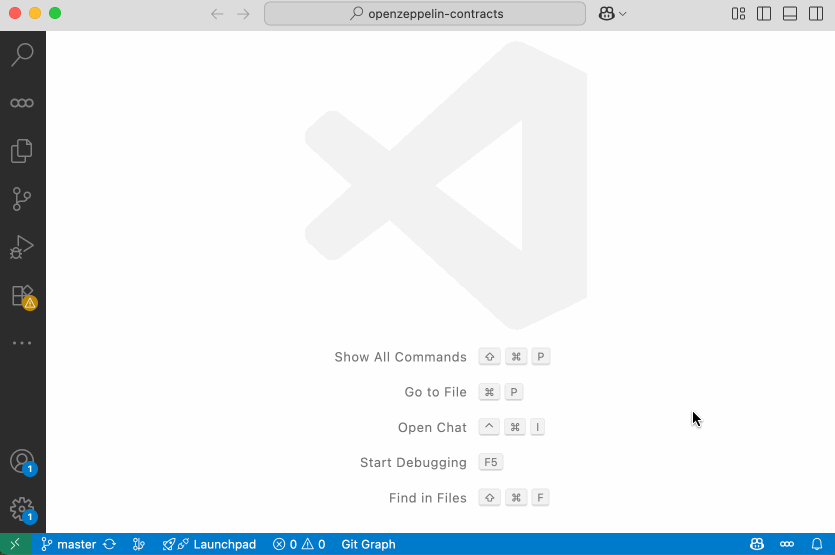 openzeppelin-contracts
Show All Commands ⇧ ⌘ P
Go to File ⌘ P
Open Chat ^ ⌘ I
Start Debugging F5
Find in Files ⇧ ⌘ F
1
1
master Launchpad 0 0 Git Graph